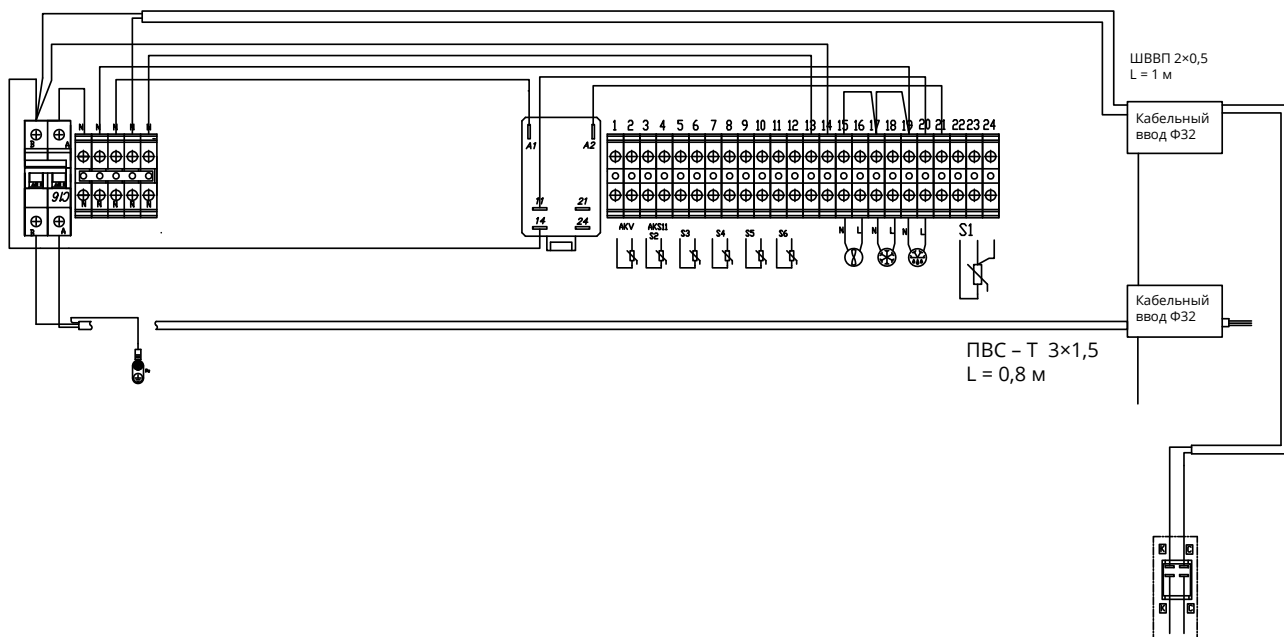 ШВВП 2×0,5
L = 1 м
Кабельный
ввод Ф32
N N N N N
B A
1 2 3 4 5 6 7 8 9 10 11 12 13 14 15 16 17 18 19 20 21 22 23 24
A1 A2
C16
N N N N N
11 21
14 24
B A
AKV
AKS11
S2
S3
S4
S5
S6
N L N L N L
S1
Кабельный
ввод Ф32
ПВС – Т 3×1,5
L = 0,8 м
K C
K C